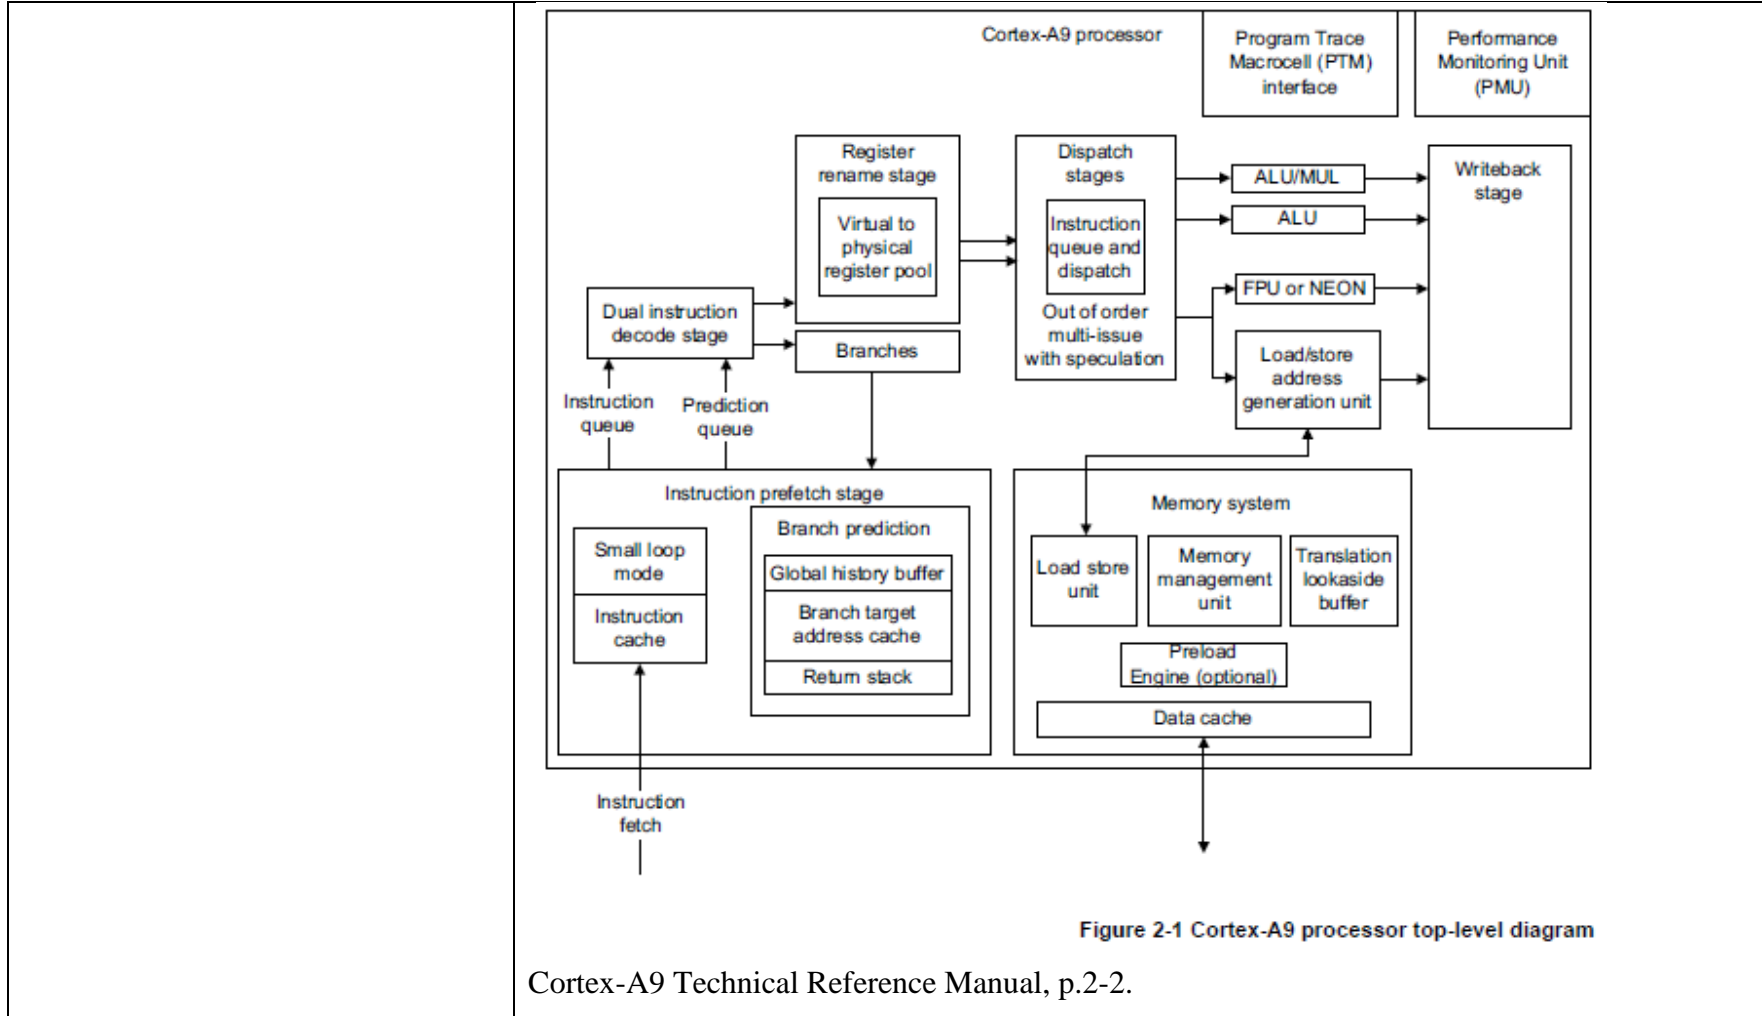 Cortex-A9 processor
Program Trace
Macrocell (PTM)
interface
Performance
Monitoring Unit
(PMU)
Register
rename stage
Virtual to
physical
register pool
Dispatch
stages
Instruction
queue and
dispatch
Out of order
multi-issue
with speculation
ALU/MUL
ALU
FPU or NEON
Load/store
address
generation unit
Writeback
stage
Dual instruction
decode stage
Branches
Instruction
queue
Prediction
queue
Instruction prefetch stage
Small loop
mode
Instruction
cache
Branch prediction
Global history buffer
Branch target
address cache
Return stack
Memory system
Load store
unit
Memory
management
unit
Translation
lookaside
buffer
Preload
Engine (optional)
Data cache
Instruction
fetch
Figure 2-1 Cortex-A9 processor top-level diagram
Cortex-A9 Technical Reference Manual, p.2-2.